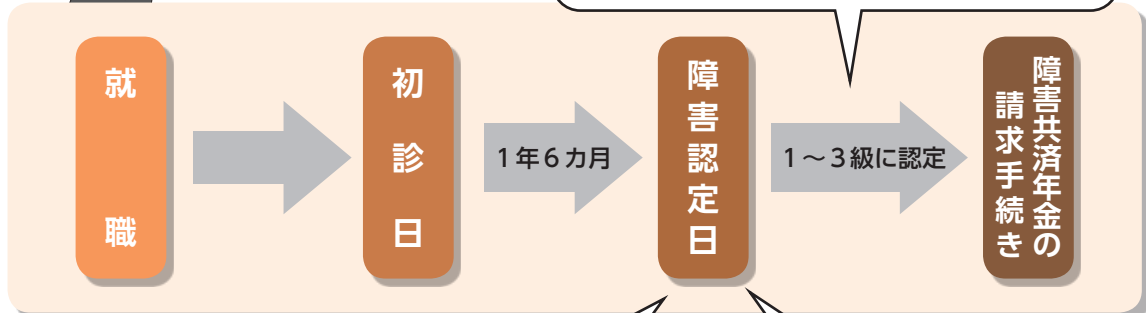 就職
初診日
1年6カ月
障害認定日
1～3級に認定
障害共済年金の
請求手続き